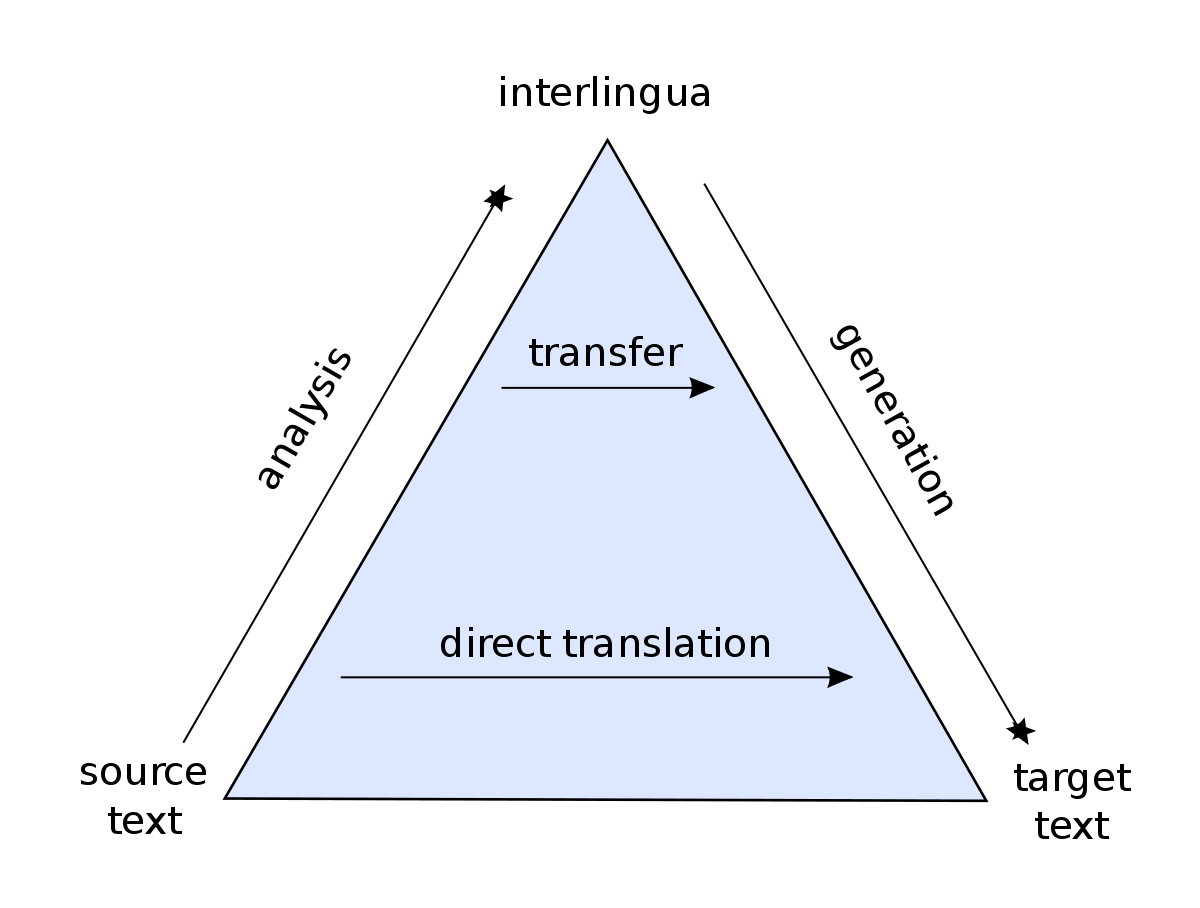 interlingua
transfer
analysis
generation
direct translation
source
text
target
text